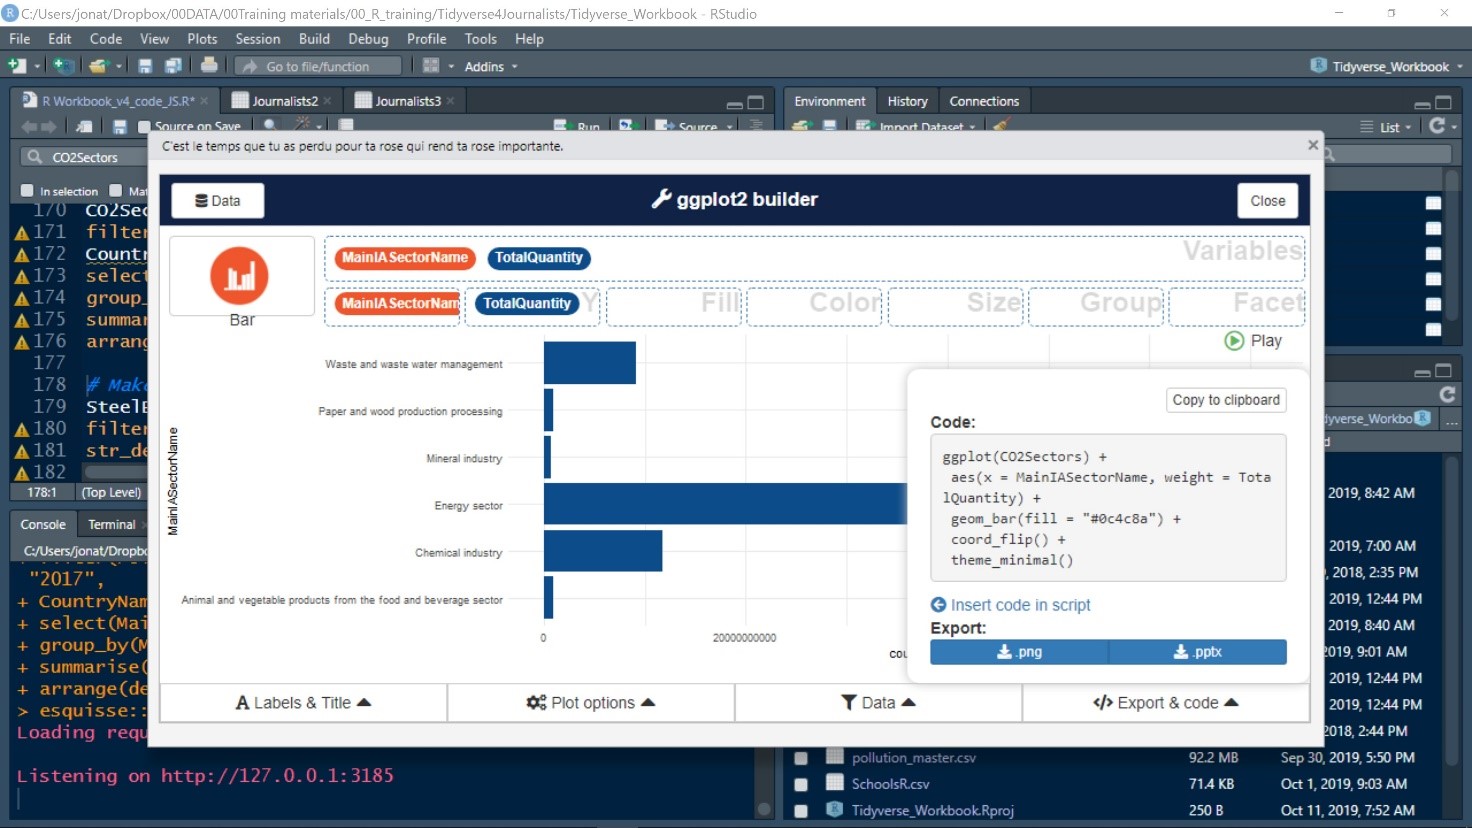 C:/Users/jonat/Dropbox/00DATA/00Training materials/00_R_training/Tidyverse4Journalists/Tidyverse_Workbook - RStudio
File Edit Code View Plots Session Build Debug Profile Tools Help
Go to file/function Addins Tidyverse_Workbook
R Workbook_v4_code_JS.R* Journalists2 Journalists3
Source on Save Run Source
CO2Sectors
In selection
170 CO2Sec
171 filter
172 Countr
173 select
174 group_
175 summar
176 arrang
177
178 # Make
179 SteelE
180 filter
181 str_de
182
178:1 (Top Level)
Console Terminal
C:/Users/jonat/Dropbo
"2017",
+ CountryNam
+ select(Mai
+ group_by(M
+ summarise(
+ arrange(de
> esquisse::
Loading requ
Listening on http://127.0.0.1:3185
Environment History Connections
Import Dataset List
C'est le temps que tu as perdu pour ta rose qui rend ta rose importante.
Data ggplot2 builder Close
Bar
MainIASectorName TotalQuantity Variables
MainIASectorNam TotalQuantity Y Fill Color Size Group Facet
Play
MainIASectorName
Waste and waste water management
Paper and wood production processing
Mineral industry
Energy sector
Chemical industry
Animal and vegetable products from the food and beverage sector
0 20000000000
cou
Copy to clipboard
Code:
ggplot(CO2Sectors) +
aes(x = MainIASectorName, weight = Tota
lQuantity) +
geom_bar(fill = "#0c4c8a") +
coord_flip() +
theme_minimal()
Insert code in script
Export:
.png .pptx
Labels & Title Plot options Data Export & code
dyverse_Workbo ...
d
2019, 8:42 AM
2019, 7:00 AM
, 2018, 2:35 PM
2019, 12:44 PM
2019, 8:40 AM
2019, 9:01 AM
2019, 12:44 PM
2019, 12:44 PM
2018, 2:44 PM
pollution_master.csv 92.2 MB Sep 30, 2019, 5:50 PM
SchoolsR.csv 71.4 KB Oct 1, 2019, 9:03 AM
Tidyverse_Workbook.Rproj 250 B Oct 11, 2019, 7:52 AM